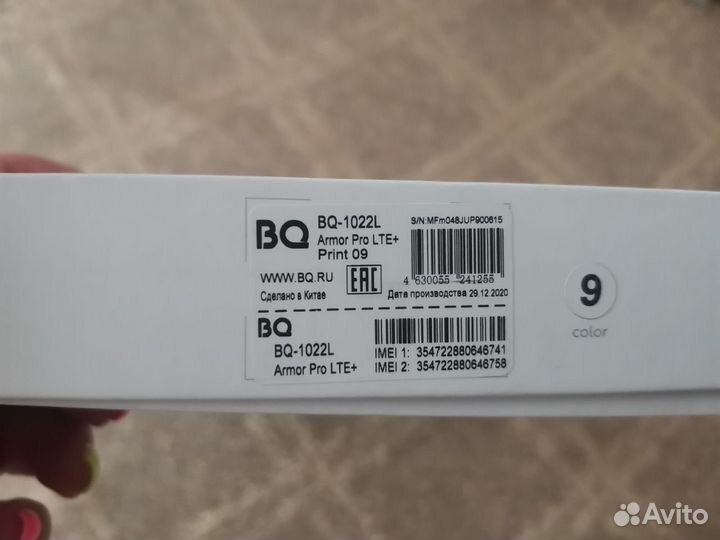 BQ
BQ-1022L
Armor Pro LTE+
Print 09
WWW.BQ.RU
Сделано в Китае
EAC
S/N:MFm048JUP900615
4 630055 241255
Дата производства 29.12.2020
BQ
BQ-1022L
Armor Pro LTE+
IMEI 1: 354722880646741
IMEI 2: 354722880646758
9
color
Avito